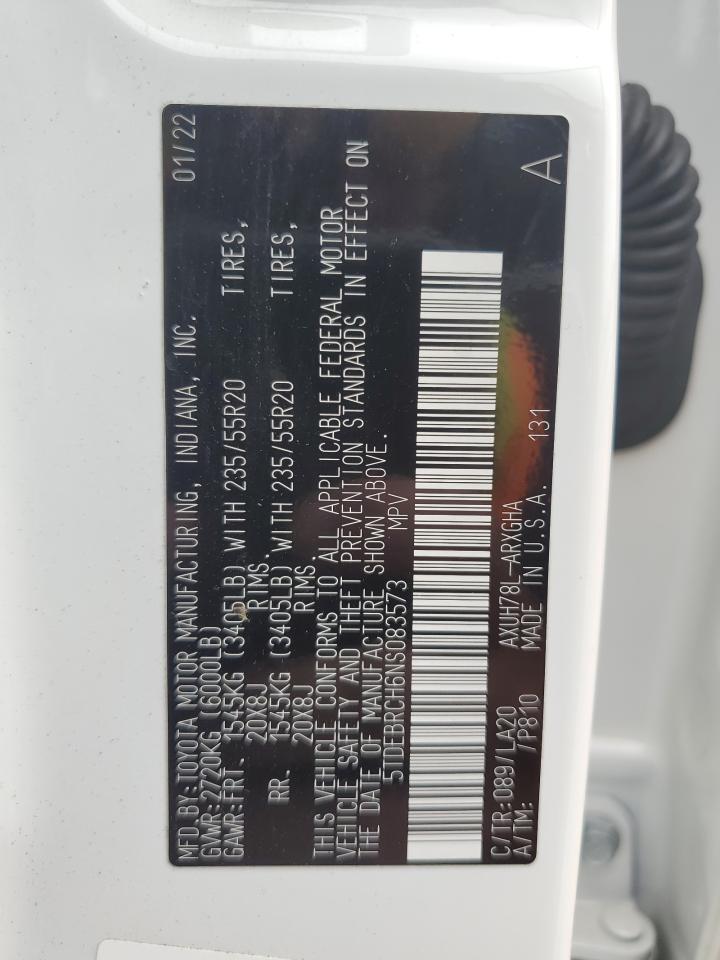 MFD.BY:TOYOTA MOTOR MANUFACTURING, INDIANA, INC. 01/22
GVWR:2720KG (6000LB)
GAWR:FRT. 1545KG (3405LB) WITH 235/55R20 TIRES,
20X8J RIMS
RR. 1545KG (3405LB) WITH 235/55R20 TIRES,
20X8J RIMS
THIS VEHICLE CONFORMS TO ALL APPLICABLE FEDERAL MOTOR
VEHICLE SAFETY AND THEFT PREVENTION STANDARDS IN EFFECT ON
THE DATE OF MANUFACTURE SHOWN ABOVE.
5TDEBRCH6NS083573 MPV
C/TR:089/LA20 AXUH78L-ARXGHA 131
A/TM: /P810 MADE IN U.S.A. A